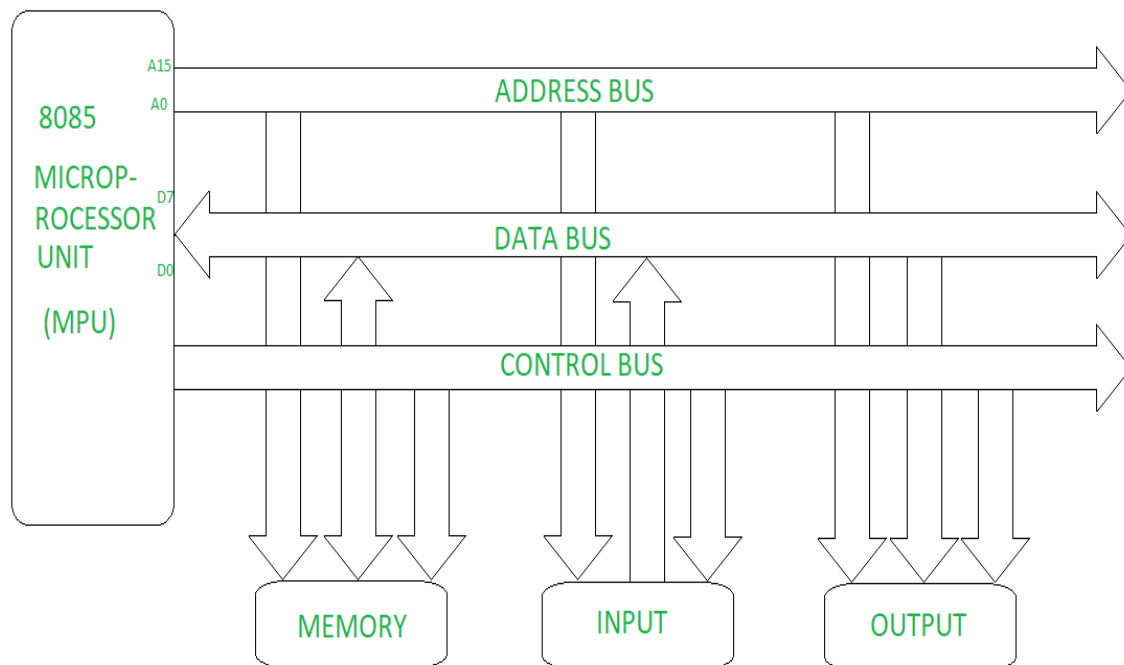 A15
ADDRESS BUS
A0
8085
MICROP-
D7
ROCESSOR
DATA BUS
UNIT
D0
(MPU)
CONTROL BUS
MEMORY
INPUT
OUTPUT